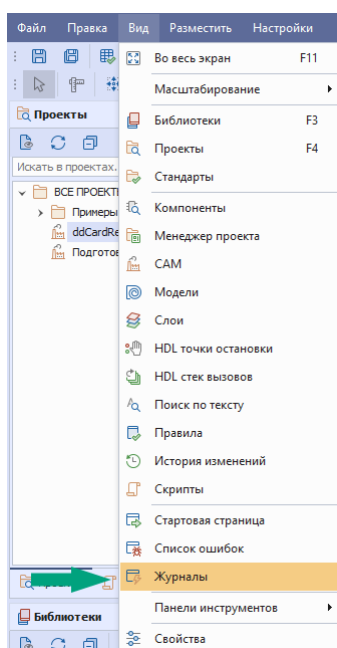 Файл Правка Вид Разместить Настройки
Во весь экран F11
Масштабирование
Проекты
Библиотеки F3
Проекты F4
Искать в проектах.
Стандарты
ВСЕ ПРОЕКТІ
Компоненты
Примеры
Менеджер проекта
ddCardRe
CAM
Подготов
Модели
Слои
HDL точки остановки
HDL стек вызовов
Поиск по тексту
Правила
История изменений
Скрипты
Стартовая страница
Список ошибок
Журналы
Панели инструментов
Библиотеки
Свойства